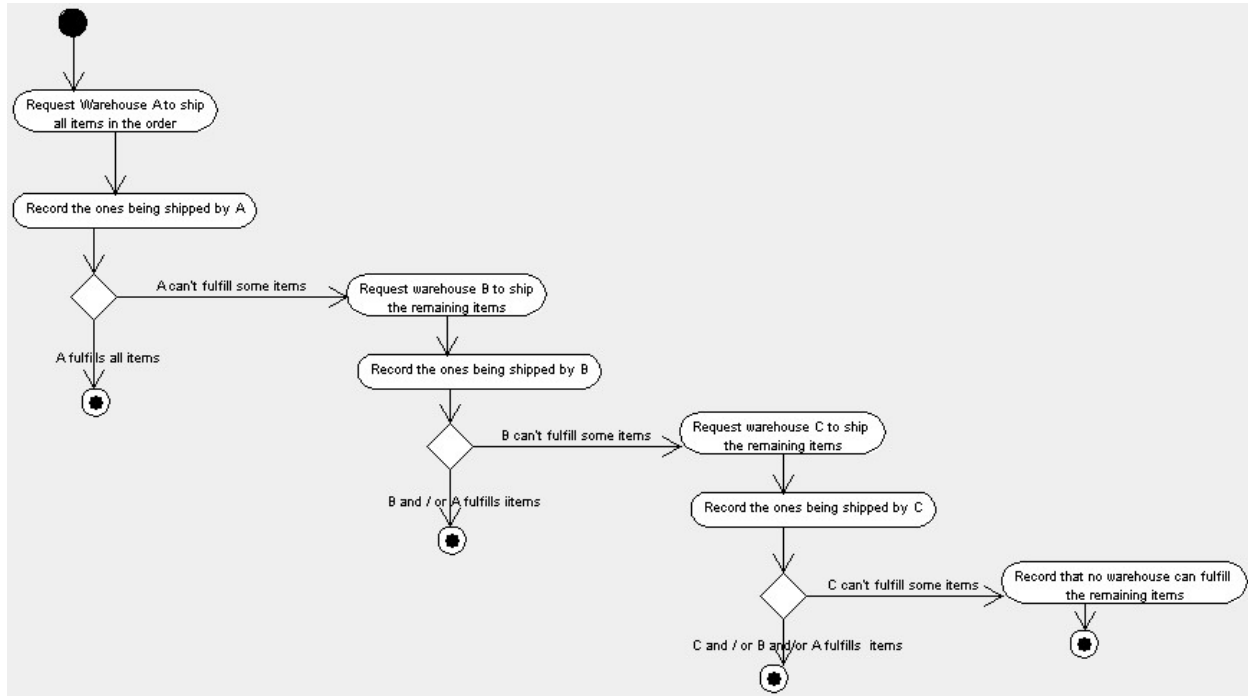 Request Warehouse A to ship
all items in the order
Record the ones being shipped by A
A can't fulfill some items
Request warehouse B to ship
the remaining items
A fulfills all items
Record the ones being shipped by B
B can't fulfill some items
Request warehouse C to ship
the remaining items
B and / or A fulfills iitems
Record the ones being shipped by C
C can't fulfill some items
Record that no warehouse can fulfill
the remaining items
C and / or B and/or A fulfills items